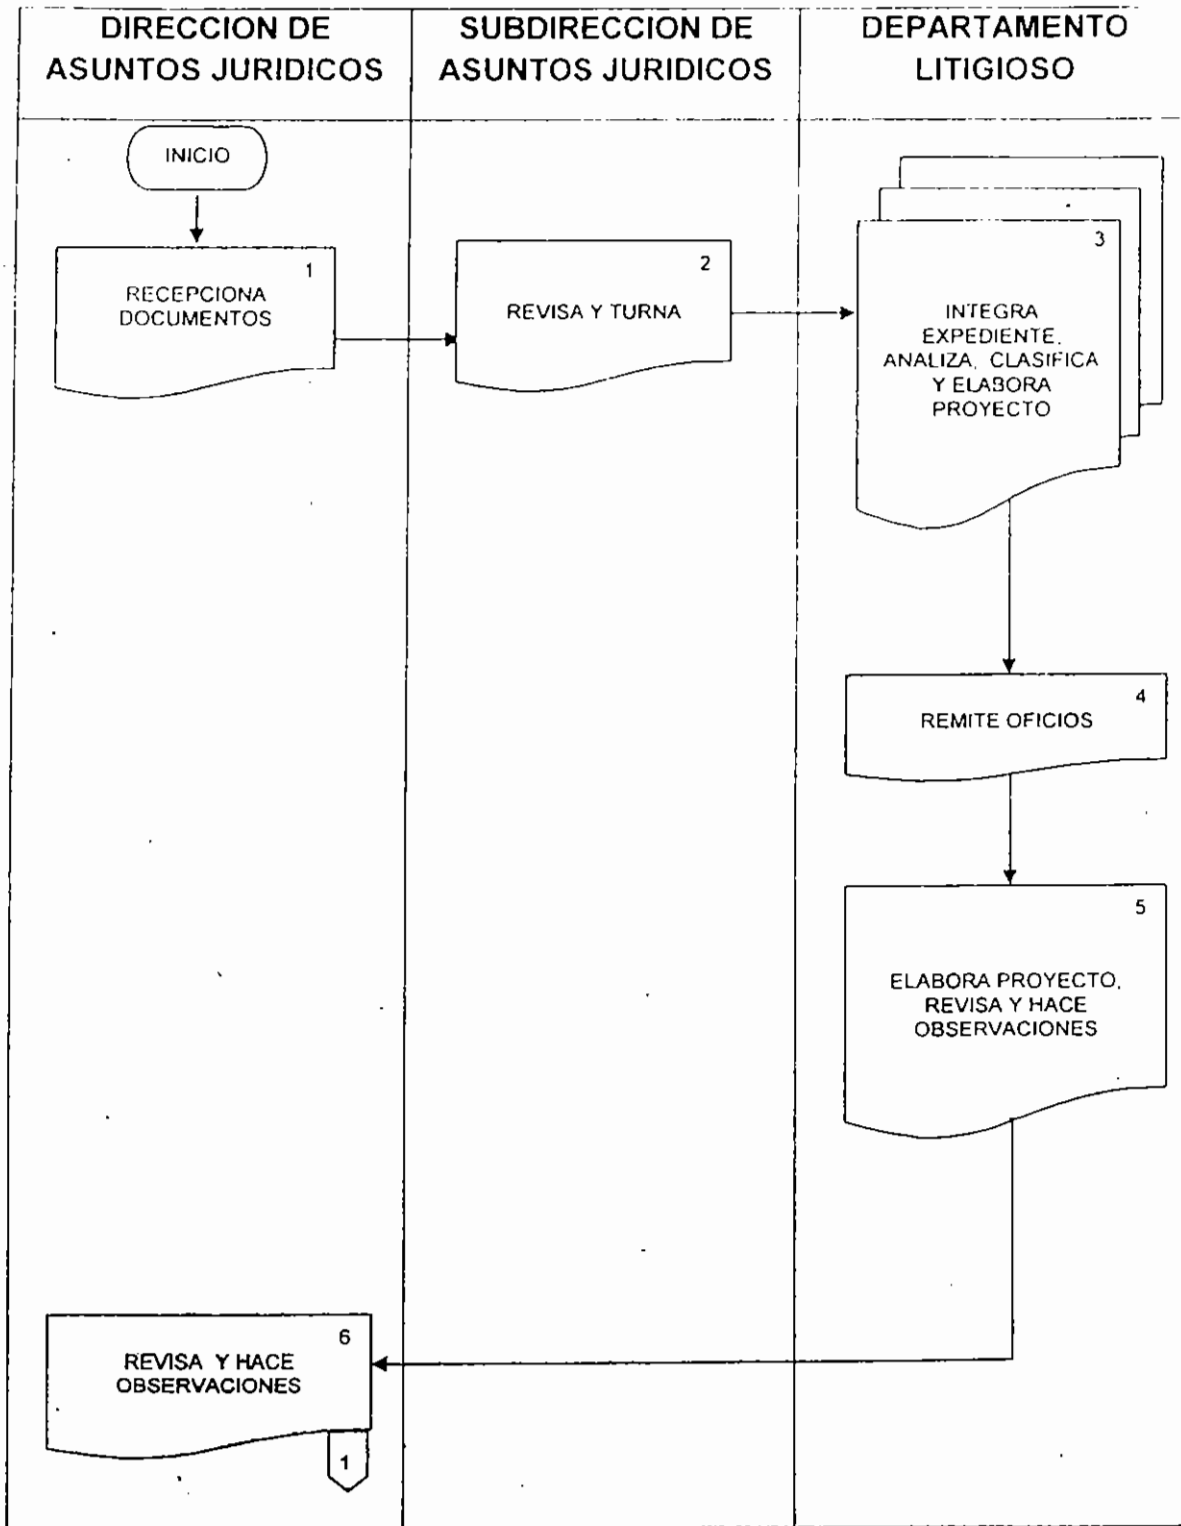 DIRECCION DE
ASUNTOS JURIDICOS
SUBDIRECCION DE
ASUNTOS JURIDICOS
DEPARTAMENTO
LITIGIOSO
INICIO
1
RECEPCIONA
DOCUMENTOS
2
REVISA Y TURNA
3
INTEGRA
EXPEDIENTE,
ANALIZA, CLASIFICA
Y ELABORA
PROYECTO
4
REMITE OFICIOS
5
ELABORA PROYECTO,
REVISA Y HACE
OBSERVACIONES
6
REVISA Y HACE
OBSERVACIONES
1